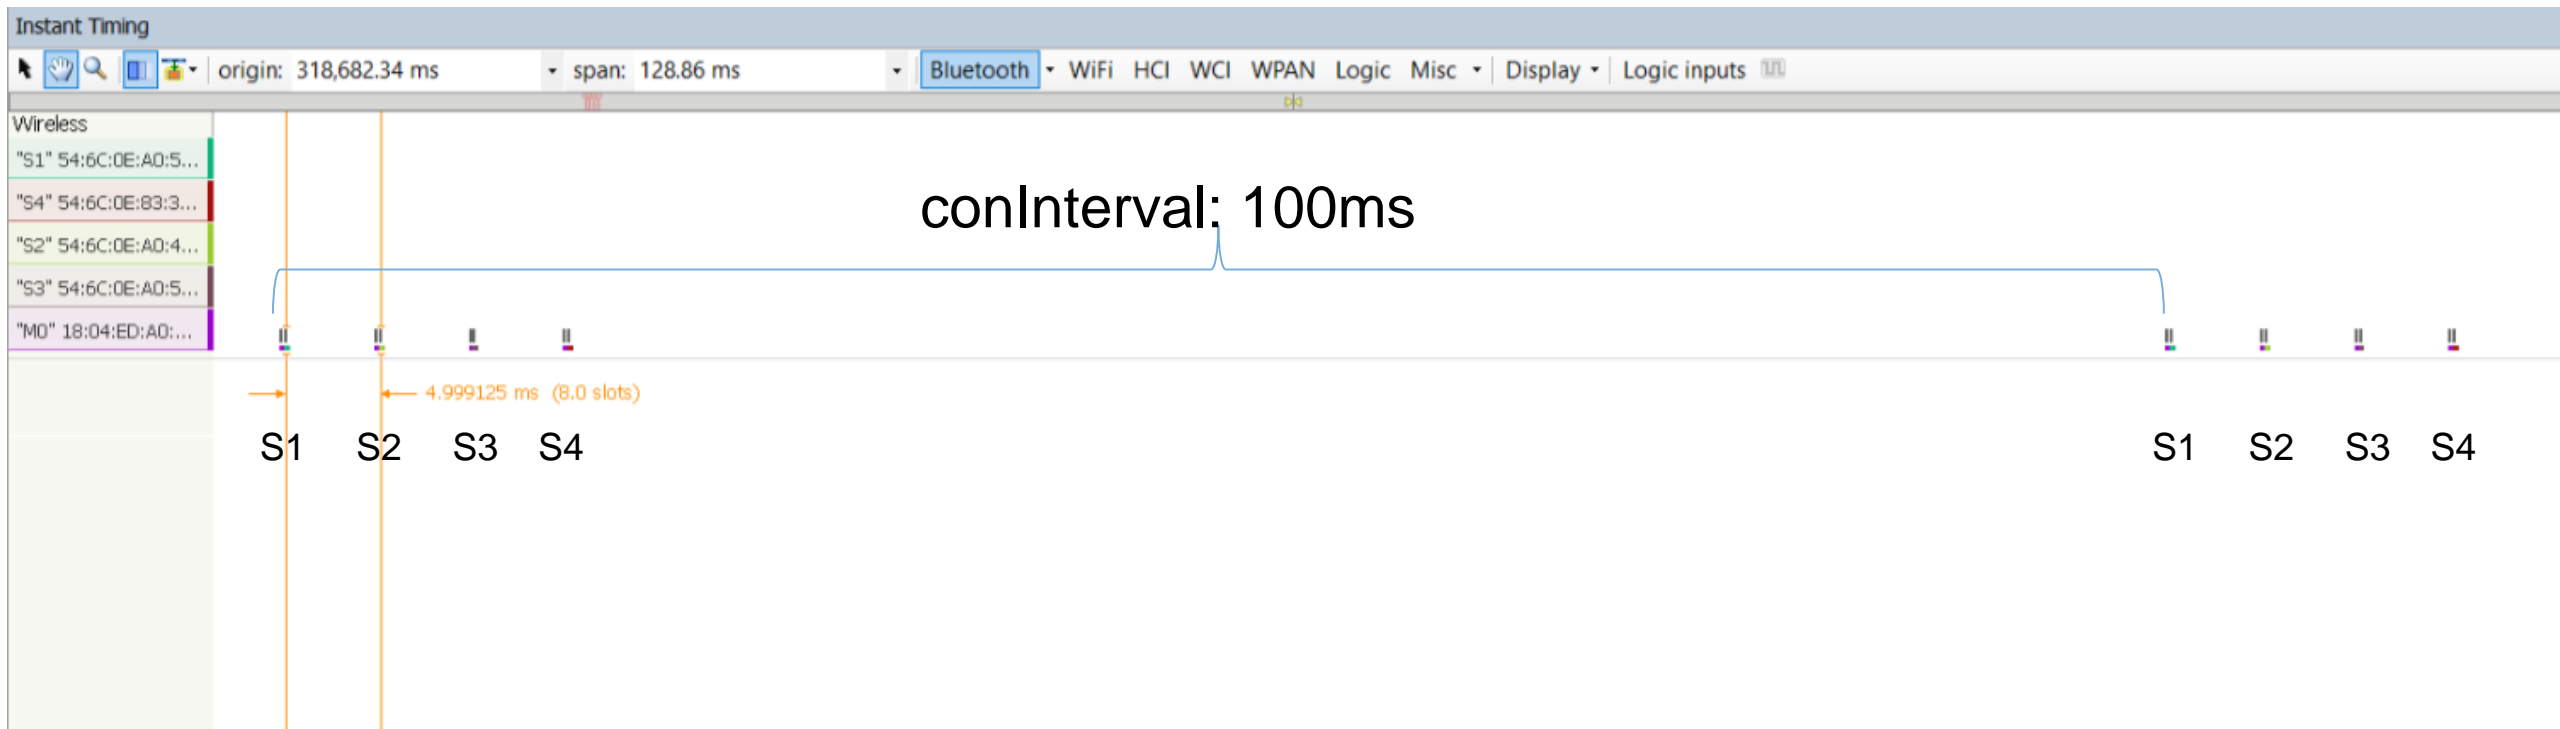 Instant Timing
origin: 318,682.34 ms span: 128.86 ms Bluetooth WiFi HCI WCI WPAN Logic Misc Display Logic inputs
Wireless
"S1" 54:6C:0E:A0:5...
"S4" 54:6C:0E:83:3...
"S2" 54:6C:0E:A0:4...
"S3" 54:6C:0E:A0:5...
"M0" 18:04:ED:A0:...
conInterval: 100ms
4.999125 ms (8.0 slots)
S1 S2 S3 S4 S1 S2 S3 S4